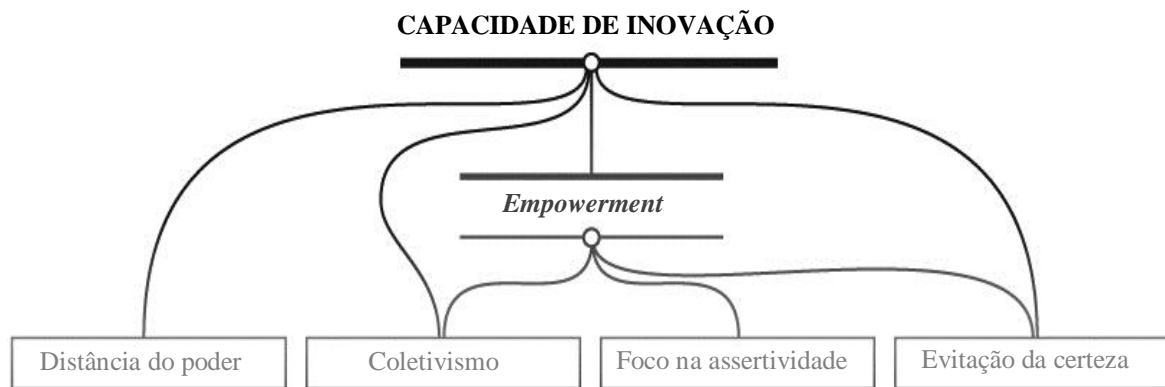 CAPACIDADE DE INOVAÇÃO
Empowerment
Distância do poder
Coletivismo
Foco na assertividade
Evitação da certeza